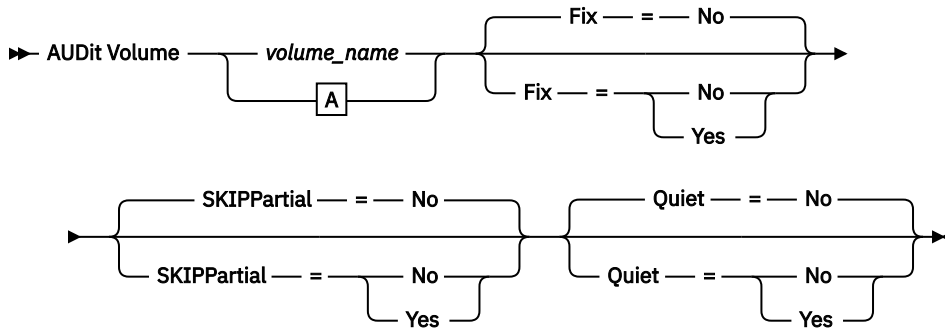 Fix = No
AUDit Volume volume_name
A
Fix = No
Yes
SKIPPartial = No Quiet = No
SKIPPartial = No Quiet = No
Yes Yes